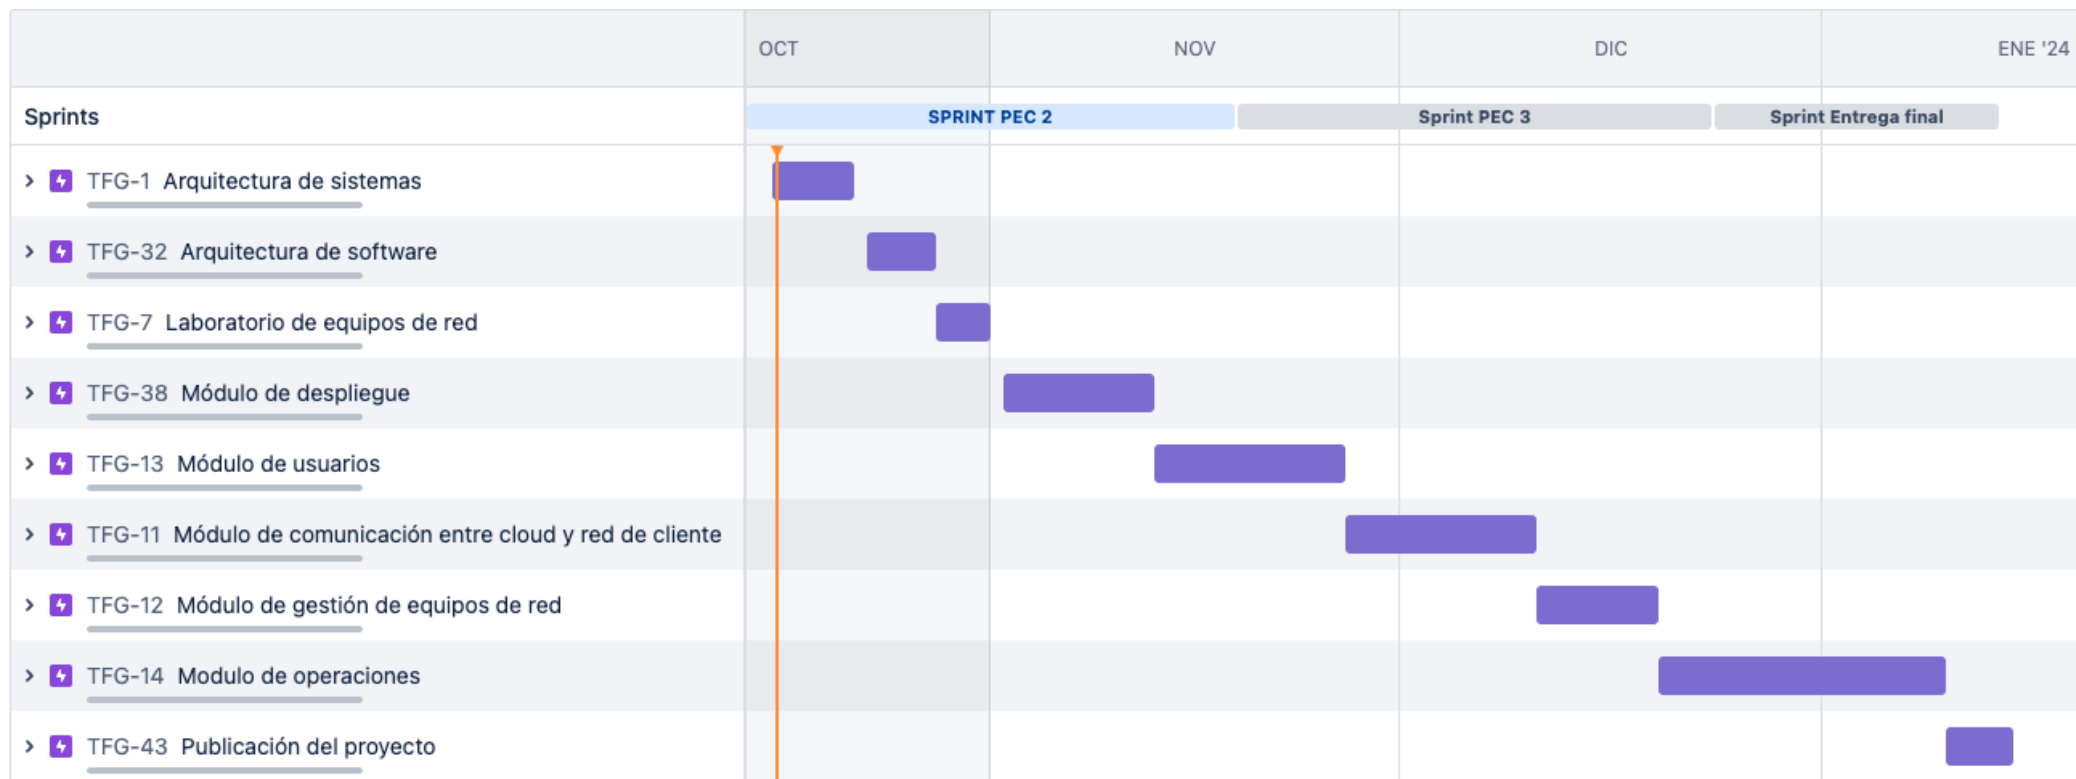 OCT NOV DIC ENE '24
Sprints SPRINT PEC 2 Sprint PEC 3 Sprint Entrega final
TFG-1 Arquitectura de sistemas
TFG-32 Arquitectura de software
TFG-7 Laboratorio de equipos de red
TFG-38 Módulo de despliegue
TFG-13 Módulo de usuarios
TFG-11 Módulo de comunicación entre cloud y red de cliente
TFG-12 Módulo de gestión de equipos de red
TFG-14 Modulo de operaciones
TFG-43 Publicación del proyecto